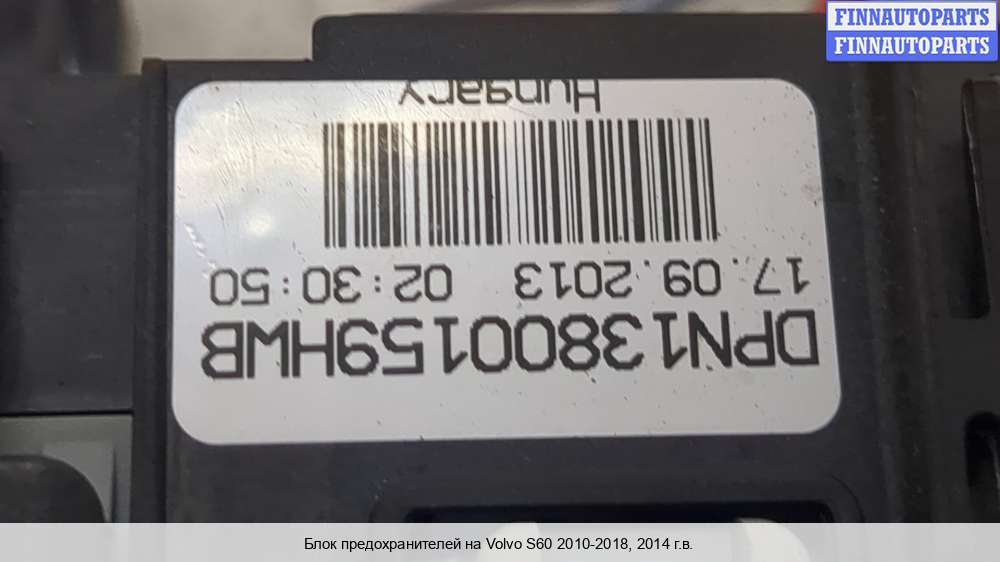 FINNAUTOPARTS
FINNAUTOPARTS
DPN13800159HWB
17.09.2013 02:30:50
Hungary
Блок предохранителей на Volvo S60 2010-2018, 2014 г.в.